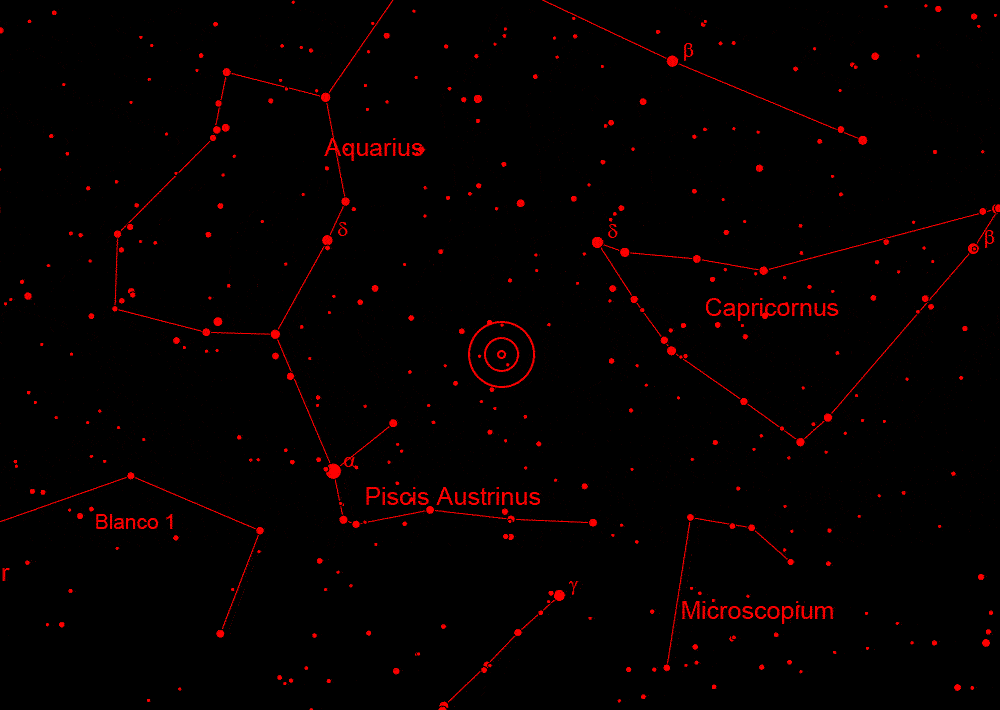 β
Aquarius
δ
δ
β
Capricornus
α
Piscis Austrinus
Blanco 1
r
γ
Microscopium